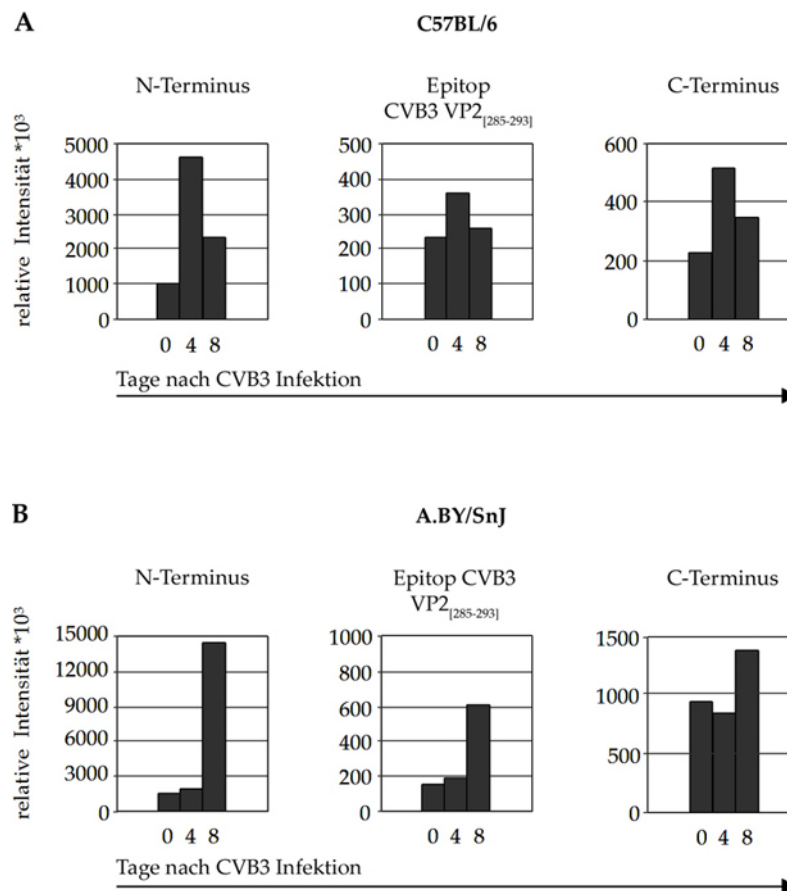 A
C57BL/6
N-Terminus
Epitop
CVB3 VP2[285-293]
C-Terminus
relative Intensität *10³
5000
4000
3000
2000
1000
0
0 4 8
500
400
300
200
100
0
0 4 8
600
400
200
0
0 4 8
Tage nach CVB3 Infektion
B
A.BY/SnJ
N-Terminus
Epitop CVB3
VP2[285-293]
C-Terminus
relative Intensität *10³
15000
12000
9000
6000
3000
0
0 4 8
1000
800
600
400
200
0
0 4 8
1500
1000
500
0
0 4 8
Tage nach CVB3 Infektion